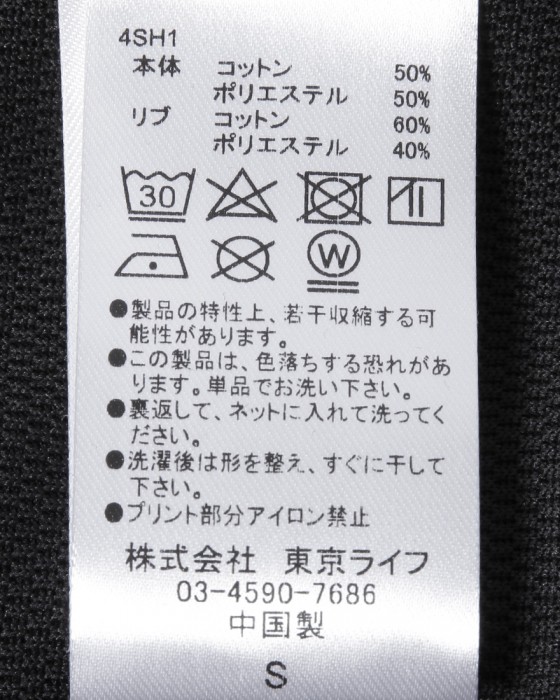 4SH1
本体 コットン 50%
ポリエステル 50%
リブ コットン 60%
ポリエステル 40%
30
W
●製品の特性上、若干収縮する可
能性があります。
●この製品は、色落ちする恐れがあ
ります。単品でお洗い下さい。
●裏返して、ネットに入れて洗ってく
ださい。
●洗濯後は形を整え、すぐに干して
下さい。
●プリント部分アイロン禁止
株式会社 東京ライフ
03-4590-7686
中国製
S